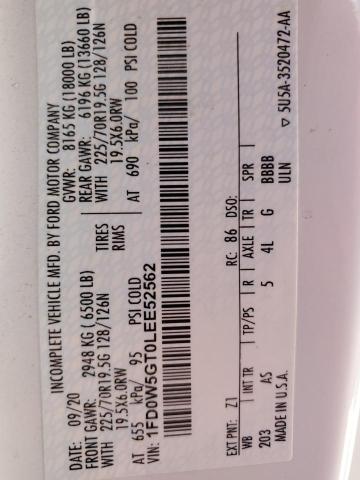 INCOMPLETE VEHICLE MFD. BY FORD MOTOR COMPANY
DATE: 09/20 GVWR: 8165 KG (18000 LB)
FRONT GAWR: 2948 KG ( 6500 LB) REAR GAWR: 6196 KG (13660 LB)
WITH 225/70R19.5G 128/126N TIRES WITH 225/70R19.5G 128/126N
19.5X6.0RW RIMS 19.5X6.0RW
AT 655 kPa/ 95 PSI COLD AT 690 kPa/ 100 PSI COLD
VIN: 1FD0W5GT0LEE52562
EXT PNT: Z1 RC: 86 DSO:
WB INT TR TP/PS R AXLE TR SPR
203 AS 5 4L G BBBB
MADE IN U.S.A. ULN
▽ 5U5A-3520472-AA